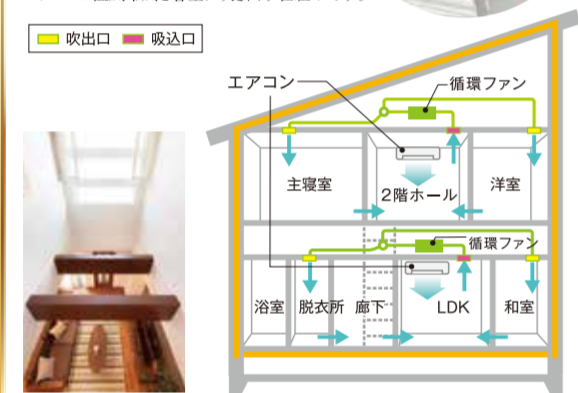 吹出口 吸込口
エアコン
循環ファン
主寝室
2階ホール
洋室
循環ファン
浴室
脱衣所
廊下
LDK
和室